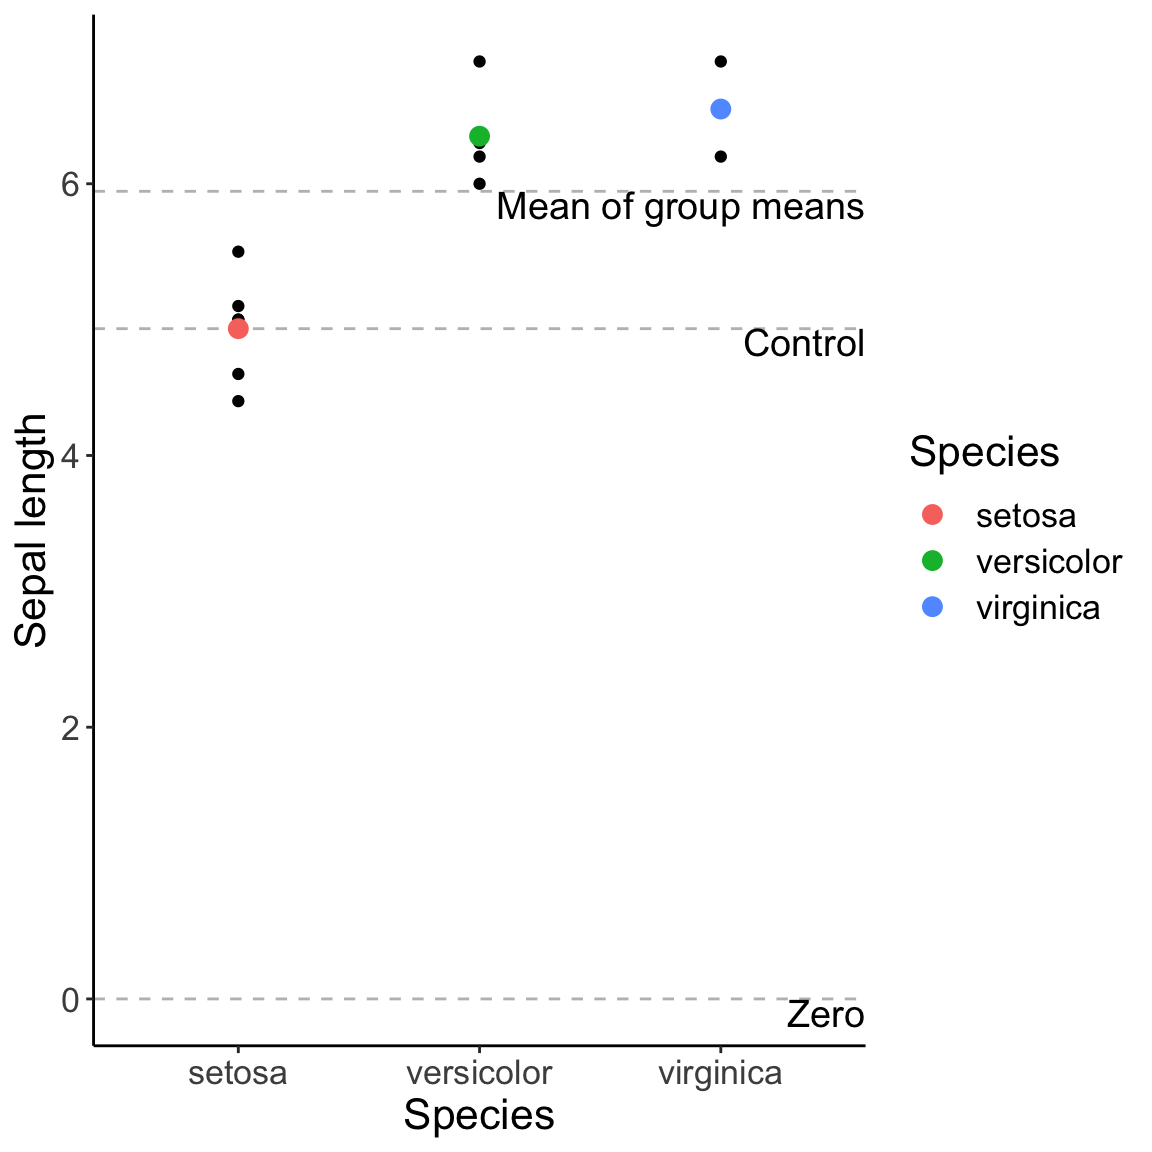 Sepal length
6
4
2
0
Mean of group means
Control
Zero
setosa
versicolor
virginica
Species
Species
setosa
versicolor
virginica